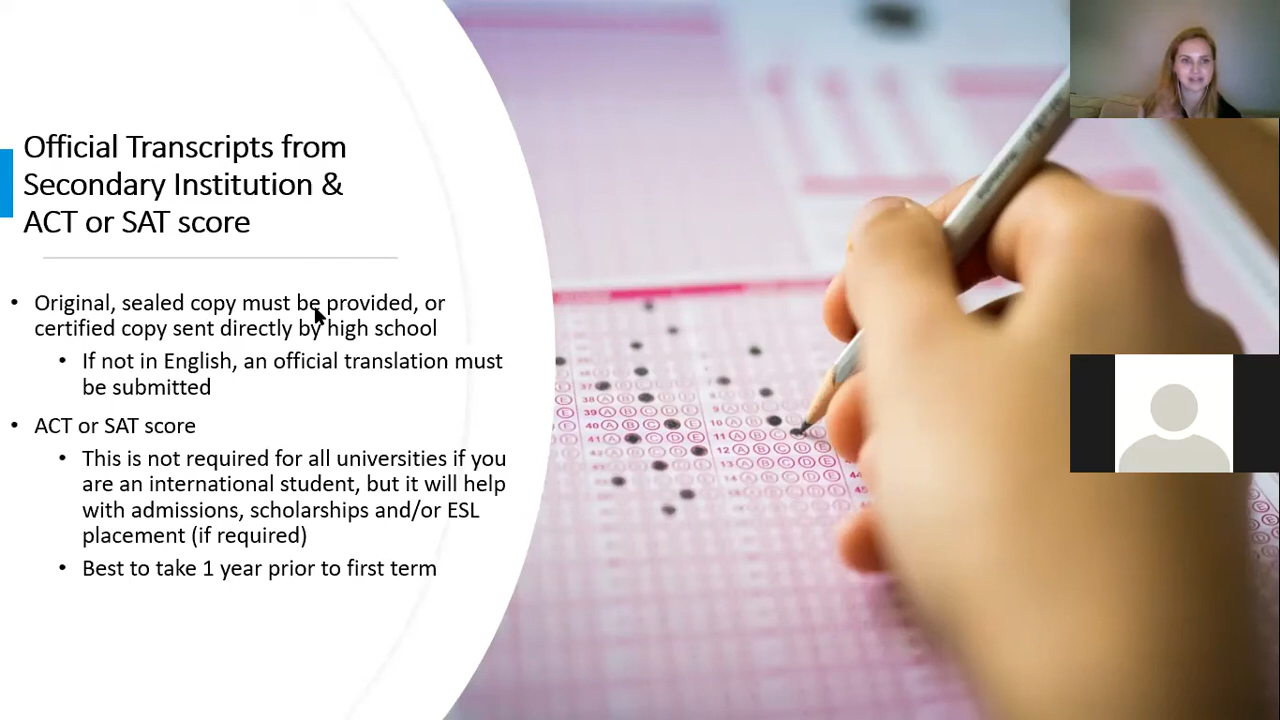 Official Transcripts from
Secondary Institution &
ACT or SAT score
• Original, sealed copy must be provided, or
certified copy sent directly by high school
• If not in English, an official translation must
be submitted
• ACT or SAT score
• This is not required for all universities if you
are an international student, but it will help
with admissions, scholarships and/or ESL
placement (if required)
• Best to take 1 year prior to first term